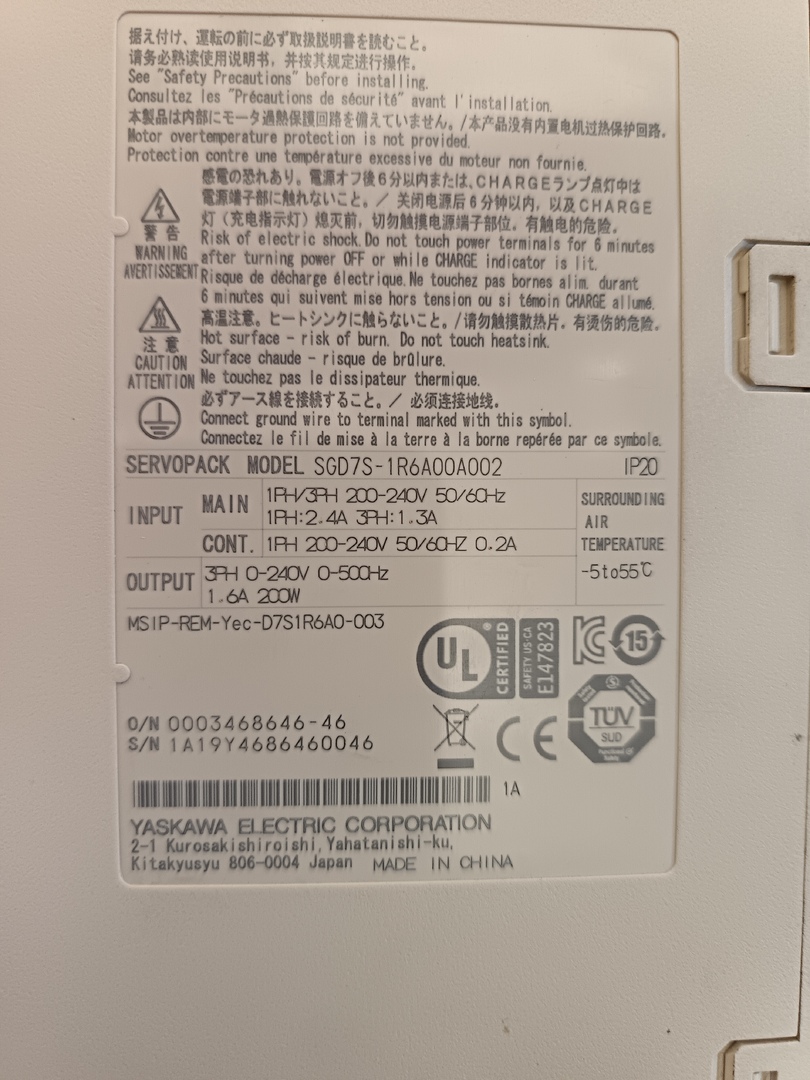 据え付け、運転の前に必ず取扱説明書を読むこと。
请务必熟读使用说明书，并按其规定进行操作。
See "Safety Precautions" before installing.
Consultez les "Précautions de sécurité" avant l'installation.
本製品は内部にモータ過熱保護回路を備えていません。/本产品没有内置电机过热保护回路.
Motor overtemperature protection is not provided.
Protection contre une température excessive du moteur non fournie.
感電の恐れあり。電源オフ後6分以内または、CHARGEランプ点灯中は
電源端子部に触れないこと。／ 关闭电源后6分钟以内，以及CHARGE
灯（充电指示灯）熄灭前，切勿触摸电源端子部位。有触电的危险。
警告
WARNING
AVERTISSEMENT
Risk of electric shock.Do not touch power terminals for 6 minutes
after turning power OFF or while CHARGE indicator is lit.
Risque de décharge électrique.Ne touchez pas bornes alim. durant
6 minutes qui suivent mise hors tension ou si témoin CHARGE allumé.
高温注意。ヒートシンクに触らないこと。/请勿触摸散热片。有烫伤的危险。
注意
CAUTION
ATTENTION
Hot surface - risk of burn. Do not touch heatsink.
Surface chaude - risque de brûlure.
Ne touchez pas le dissipateur thermique.
必ずアース線を接続すること。／ 必须连接地线.
Connect ground wire to terminal marked with this symbol.
Connectez le fil de mise à la terre à la borne repérée par ce symbole.
SERVOPACK MODEL SGD7S-1R6A00A002 IP20
INPUT MAIN 1PH/3PH 200-240V 50/60Hz
1PH:2.4A 3PH:1.3A
CONT. 1PH 200-240V 50/60HZ 0.2A
SURROUNDING
AIR
TEMPERATURE
-5to55℃
OUTPUT 3PH 0-240V 0-500Hz
1.6A 200W
MSIP-REM-Yec-D7S1R6A0-003
UL CERTIFIED
SAFETY US-CA
E147823
15
TÜV
SUD
O/N 0003468646-46
S/N 1A19Y4686460046
CE
1A
YASKAWA ELECTRIC CORPORATION
2-1 Kurosakishiroishi,Yahatanishi-ku,
Kitakyusyu 806-0004 Japan MADE IN CHINA